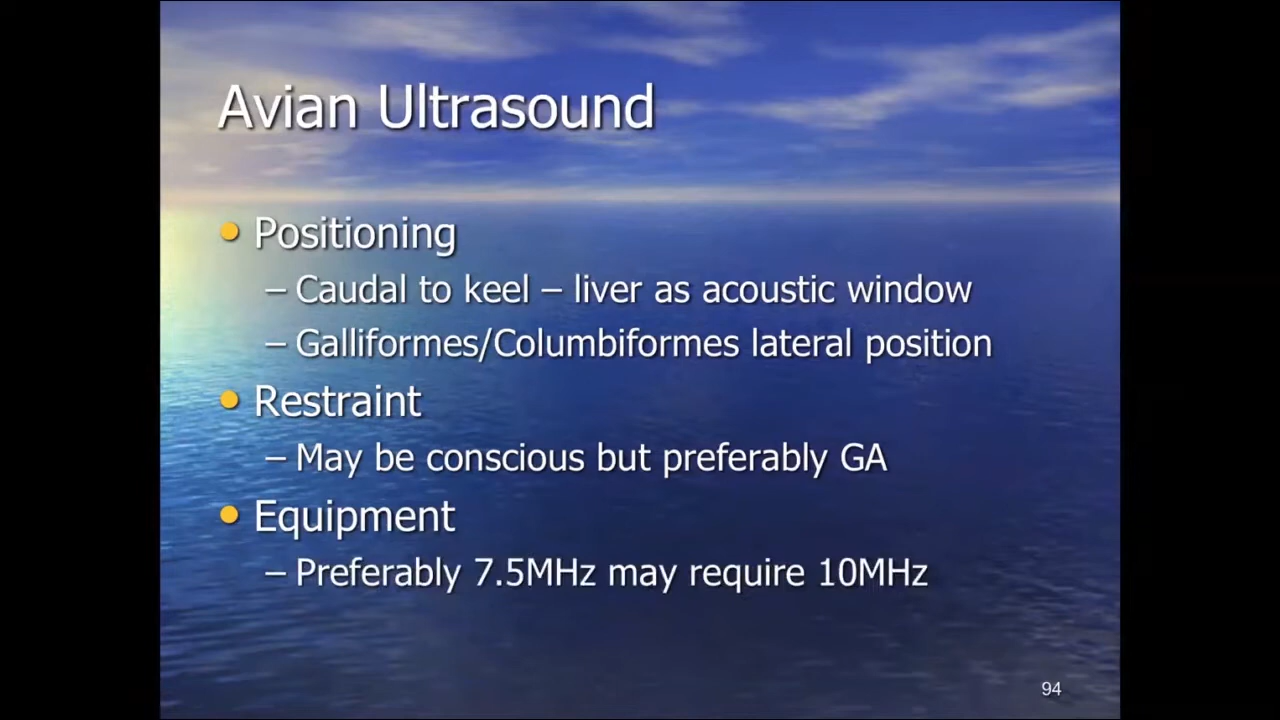 Avian Ultrasound
• Positioning
– Caudal to keel – liver as acoustic window
– Galliformes/Columbiformes lateral position
• Restraint
– May be conscious but preferably GA
• Equipment
– Preferably 7.5MHz may require 10MHz
94